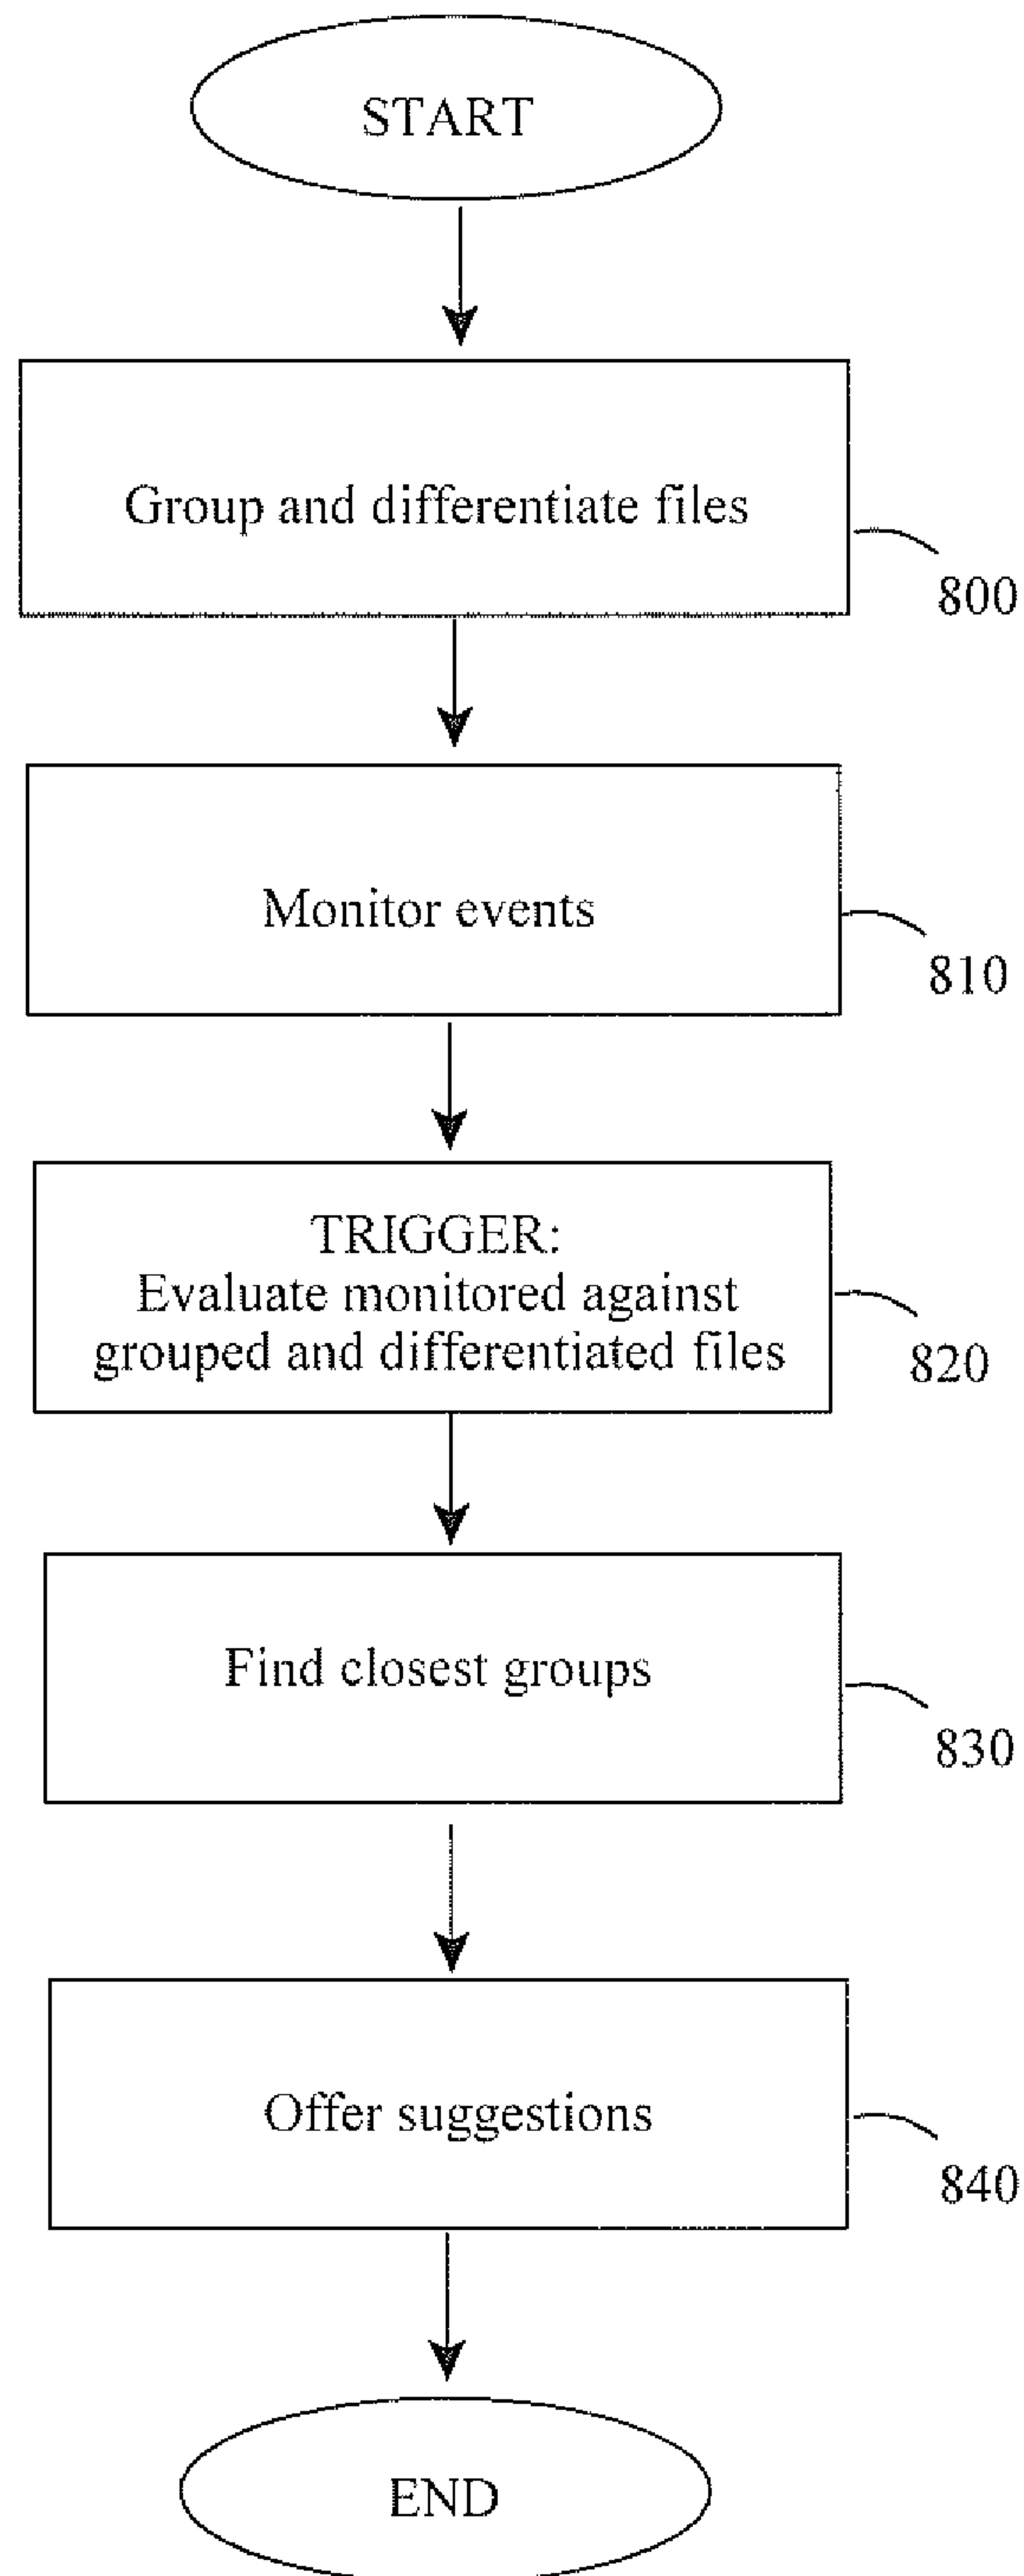 START
Group and differentiate files
800
Monitor events
810
TRIGGER:
Evaluate monitored against
grouped and differentiated files
820
Find closest groups
830
Offer suggestions
840
END